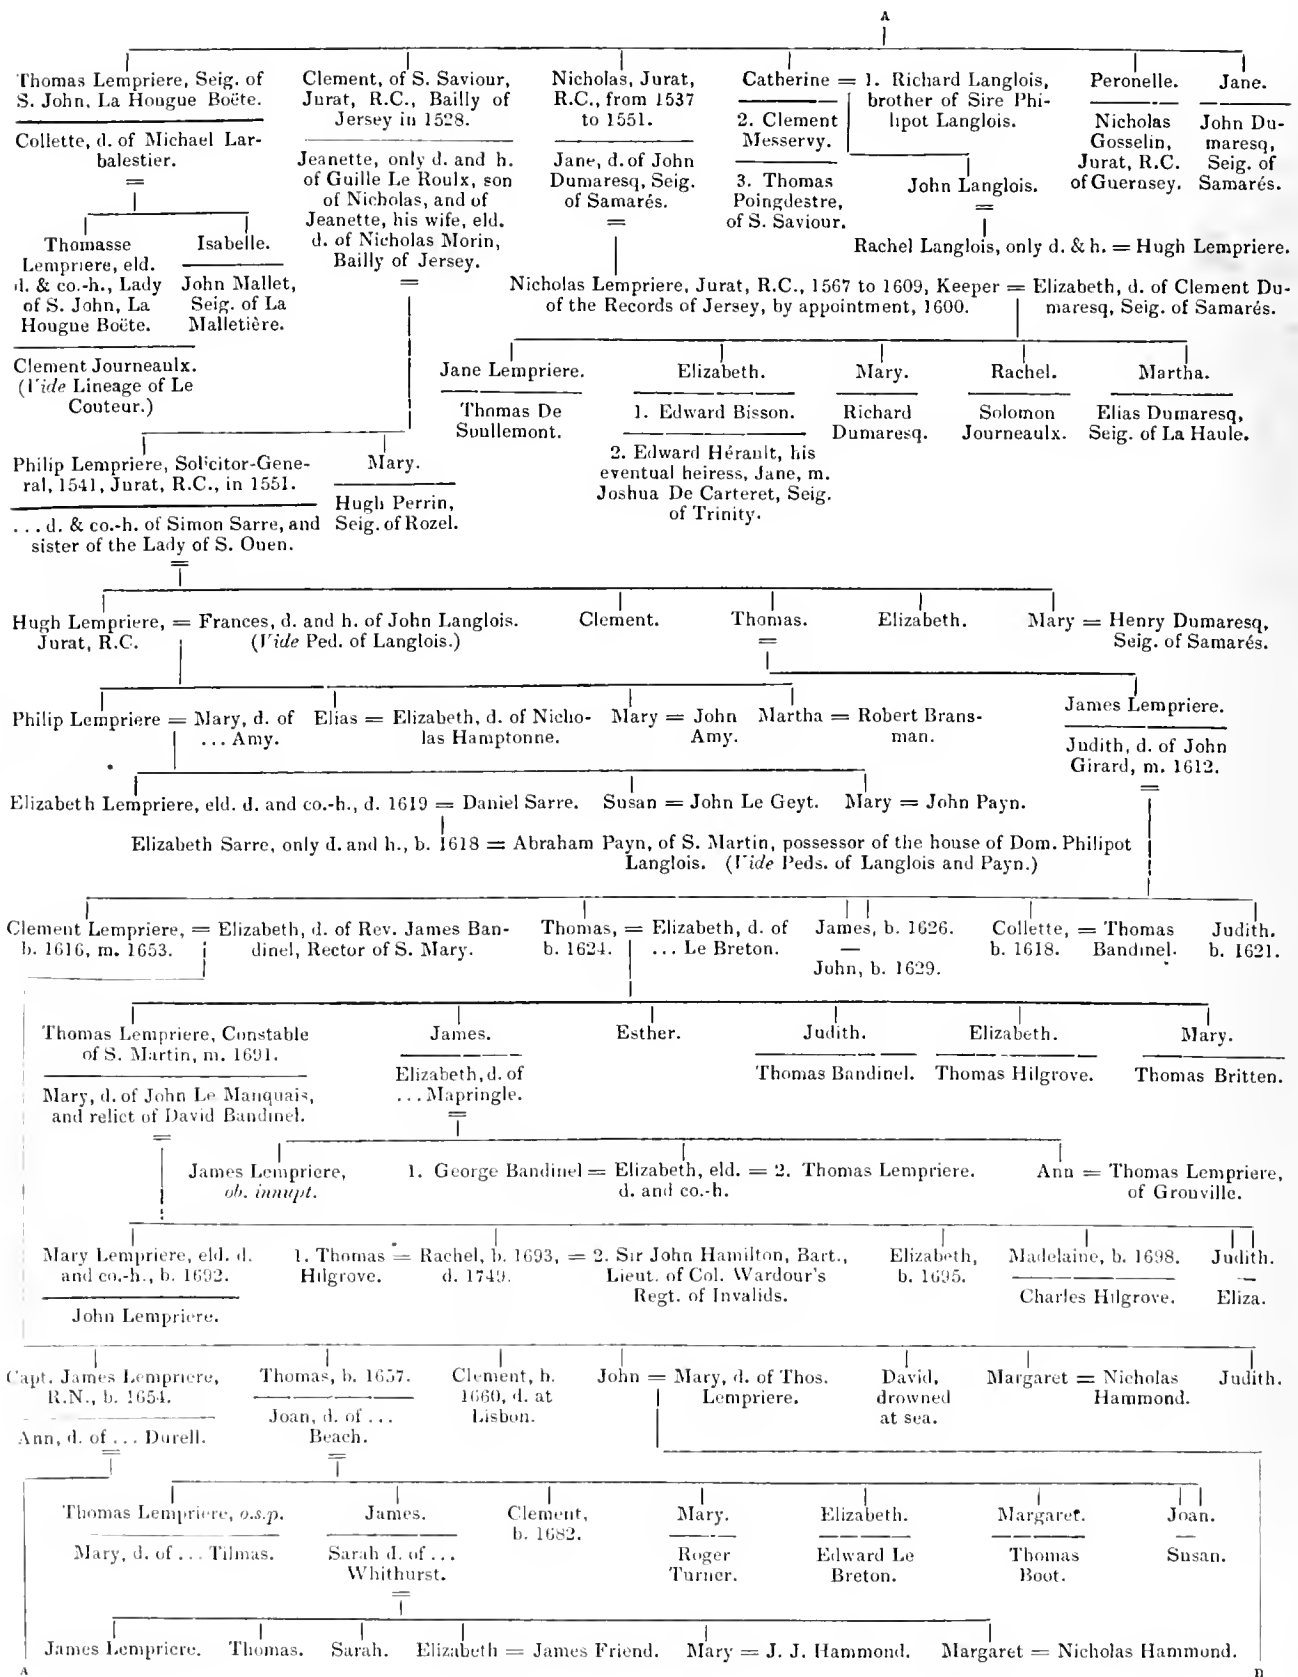 A
Thomas Lempriere, Seig. of
S. John, La Hougue Boëte.
Collette, d. of Michael Lar-
balestier.
=
Clement, of S. Saviour,
Jurat, R.C., Bailly of
Jersey in 1528.
Jeanette, only d. and h.
of Guille Le Roulx, son
of Nicholas, and of
Jeanette, his wife, eld.
d. of Nicholas Morin,
Bailly of Jersey.
=
Nicholas, Jurat,
R.C., from 1537
to 1551.
Jane, d. of John
Dumaresq, Seig.
of Samarés.
=
Catherine = 1. Richard Langlois,
brother of Sire Phi-
lipot Langlois.
2. Clement
Messervy.
3. Thomas
Poingdestre,
of S. Saviour.
John Langlois.
=
Peronelle.
Nicholas
Gosselin,
Jurat, R.C.
of Guernsey.
Jane.
John Du-
maresq,
Seig. of
Samarés.
Rachel Langlois, only d. & h. = Hugh Lempriere.
Thomasse
Lempriere, eld.
d. & co.-h., Lady
of S. John, La
Hougue Boëte.
Clement Journeaulx.
(Vide Lineage of Le
Couteur.)
Isabelle.
John Mallet,
Seig. of La
Malletière.
Nicholas Lempriere, Jurat, R.C., 1567 to 1609, Keeper = Elizabeth, d. of Clement Du-
of the Records of Jersey, by appointment, 1600. maresq, Seig. of Samarés.
Jane Lempriere.
Thomas De
Soullemont.
Elizabeth.
1. Edward Bisson.
2. Edward Hérault, his
eventual heiress, Jane, m.
Joshua De Carteret, Seig.
of Trinity.
Mary.
Richard
Dumaresq.
Rachel.
Solomon
Journeaulx.
Martha.
Elias Dumaresq,
Seig. of La Haule.
Philip Lempriere, Solicitor-Gene-
ral, 1541, Jurat, R.C., in 1551.
... d. & co.-h. of Simon Sarre, and
sister of the Lady of S. Ouen.
=
Mary.
Hugh Perrin,
Seig. of Rozel.
Hugh Lempriere, = Frances, d. and h. of John Langlois.
Jurat, R.C. (Vide Ped. of Langlois.)
Clement.
Thomas.
=
Elizabeth.
Mary = Henry Dumaresq,
Seig. of Samarés.
Philip Lempriere = Mary, d. of
... Amy.
Elias = Elizabeth, d. of Nicho-
las Hamptonne.
Mary = John
Amy.
Martha = Robert Brans-
man.
James Lempriere.
Judith, d. of John
Girard, m. 1612.
=
Elizabeth Lempriere, eld. d. and co.-h., d. 1619 = Daniel Sarre. Susan = John Le Geyt. Mary = John Payn.
Elizabeth Sarre, only d. and h., b. 1618 = Abraham Payn, of S. Martin, possessor of the house of Dom. Philipot
Langlois. (Vide Peds. of Langlois and Payn.)
Clement Lempriere, = Elizabeth, d. of Rev. James Ban-
b. 1616, m. 1653. dinel, Rector of S. Mary.
Thomas, = Elizabeth, d. of
b. 1624. ... Le Breton.
James, b. 1626.
John, b. 1629.
Collette, = Thomas
b. 1618. Bandinel.
Judith.
b. 1621.
Thomas Lempriere, Constable
of S. Martin, m. 1691.
Mary, d. of John Le Manquais,
and relict of David Bandinel.
=
James.
Elizabeth, d. of
... Mapringle.
=
Esther.
Judith.
Thomas Bandinel.
Elizabeth.
Thomas Hilgrove.
Mary.
Thomas Britten.
James Lempriere,
ob. innupt.
1. George Bandinel = Elizabeth, eld. = 2. Thomas Lempriere.
d. and co.-h.
Ann = Thomas Lempriere,
of Grouville.
Mary Lempriere, eld. d.
and co.-h., b. 1692.
John Lempriere.
1. Thomas = Rachel, b. 1693, = 2. Sir John Hamilton, Bart.,
Hilgrove. d. 1749. Lieut. of Col. Wardour's
Regt. of Invalids.
Elizabeth,
b. 1695.
Madelaine, b. 1698.
Charles Hilgrove.
Judith.
Eliza.
Capt. James Lempriere,
R.N., b. 1654.
Ann, d. of ... Durell.
=
Thomas, b. 1657.
Joan, d. of ...
Beach.
=
Clement, b.
1660, d. at
Lisbon.
John = Mary, d. of Thos.
Lempriere.
David,
drowned
at sea.
Margaret = Nicholas
Hammond.
Judith.
Thomas Lempriere, o.s.p.
Mary, d. of ... Tilmas.
James.
Sarah d. of ...
Whithurst.
=
Clement,
b. 1682.
Mary.
Roger
Turner.
Elizabeth.
Edward Le
Breton.
Margaret.
Thomas
Boot.
Joan.
Susan.
James Lempriere. Thomas. Sarah. Elizabeth = James Friend. Mary = J. J. Hammond. Margaret = Nicholas Hammond.
A B